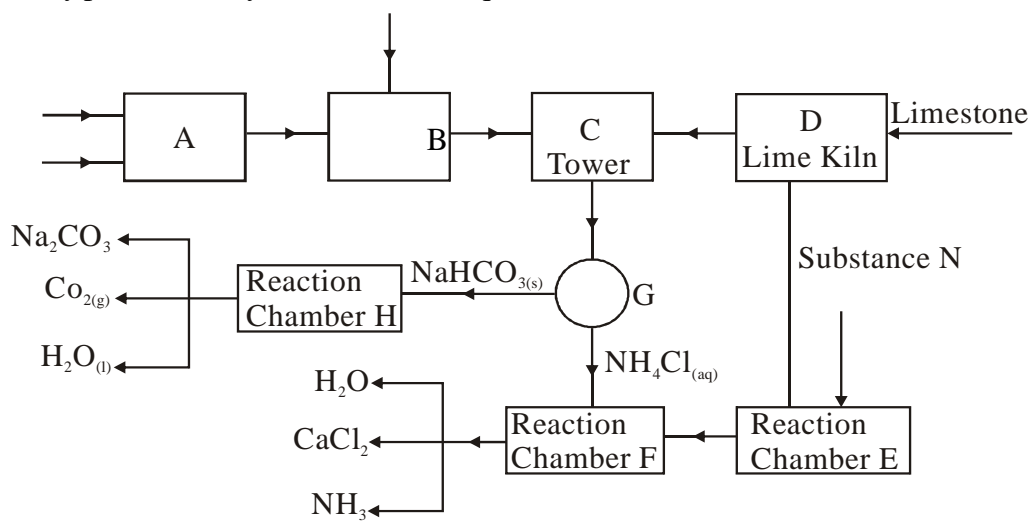 A
B
C
Tower
D
Lime Kiln
Limestone
Na₂CO₃
Co₂(g)
H₂O(l)
Reaction
Chamber H
NaHCO₃(s)
G
Substance N
NH₄Cl(aq)
H₂O
CaCl₂
NH₃
Reaction
Chamber F
Reaction
Chamber E